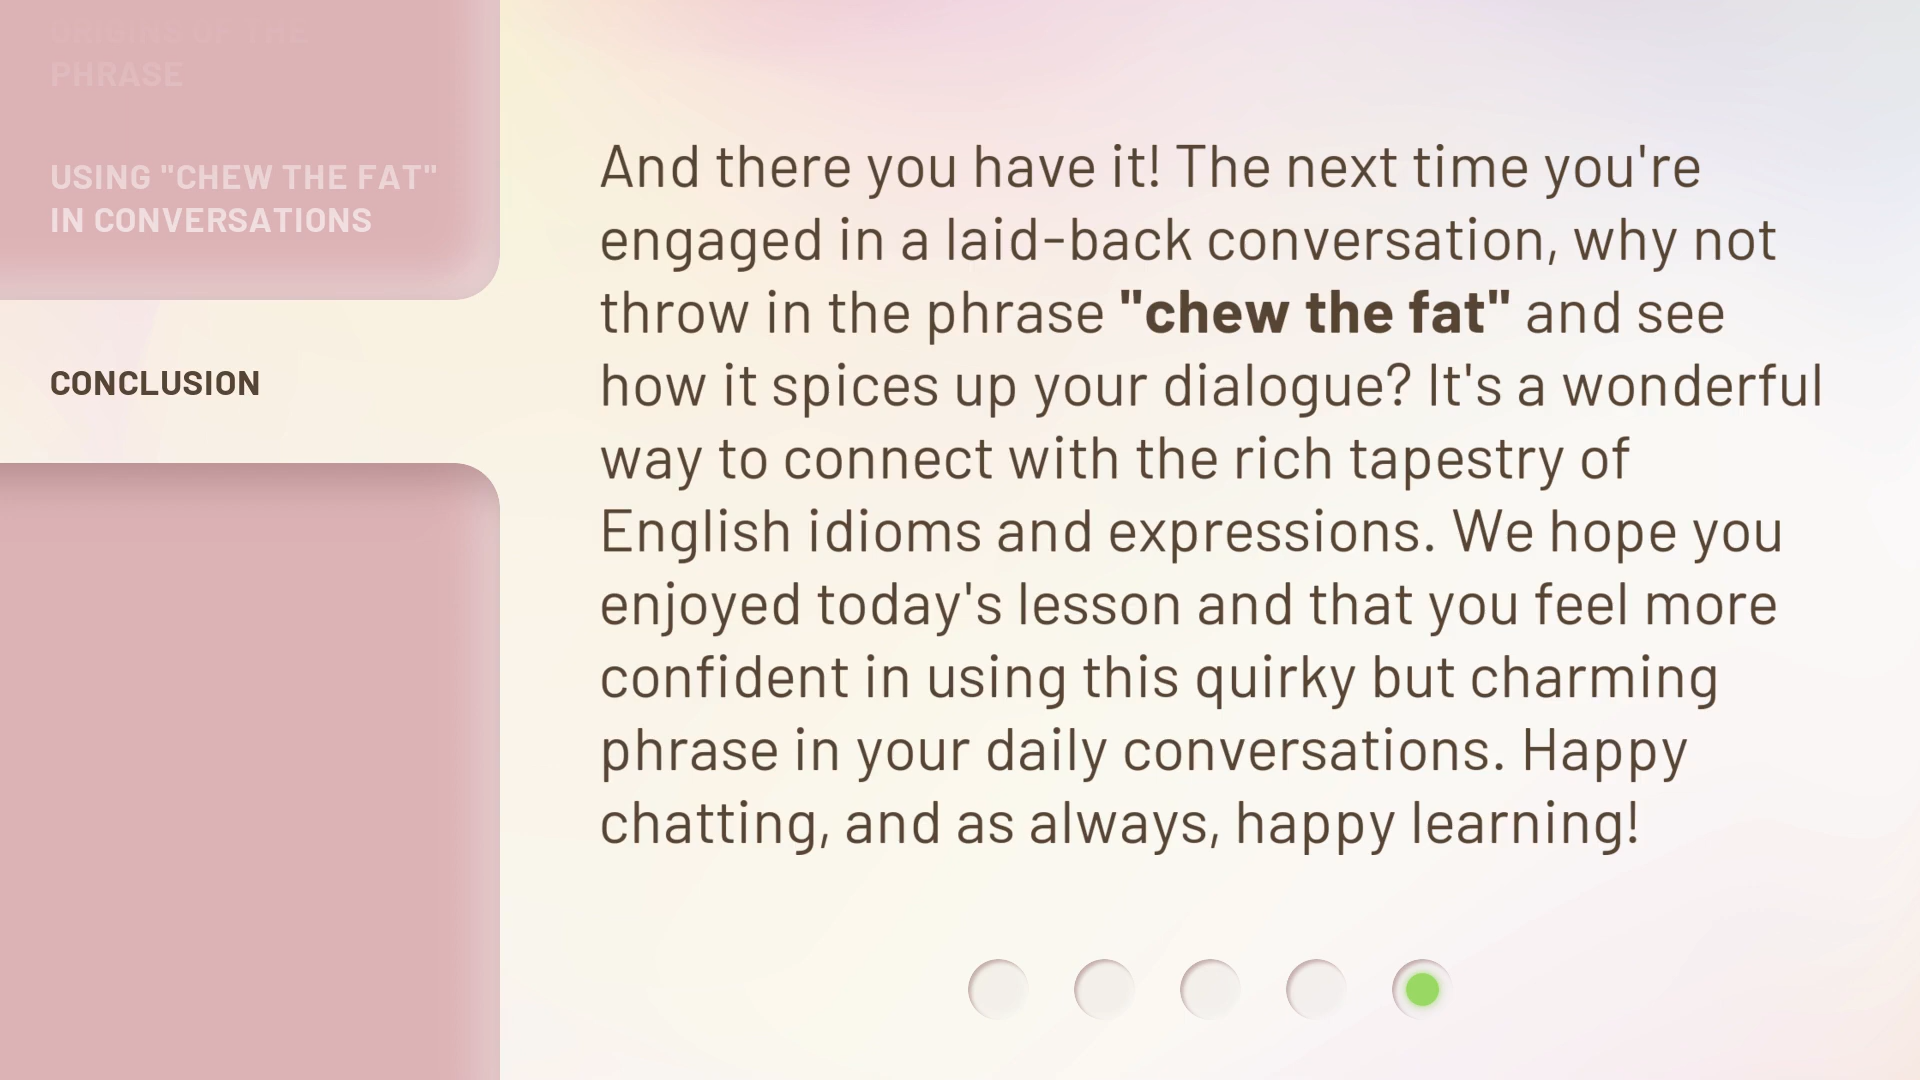 ORIGINS OF THE
PHRASE
USING "CHEW THE FAT"
IN CONVERSATIONS
CONCLUSION
And there you have it! The next time you're
engaged in a laid-back conversation, why not
throw in the phrase "chew the fat" and see
how it spices up your dialogue? It's a wonderful
way to connect with the rich tapestry of
English idioms and expressions. We hope you
enjoyed today's lesson and that you feel more
confident in using this quirky but charming
phrase in your daily conversations. Happy
chatting, and as always, happy learning!